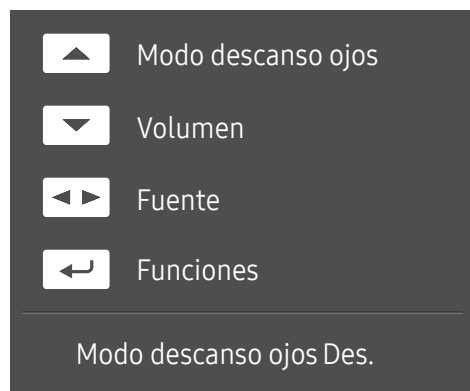 Modo descanso ojos
Volumen
Fuente
Funciones
Modo descanso ojos Des.